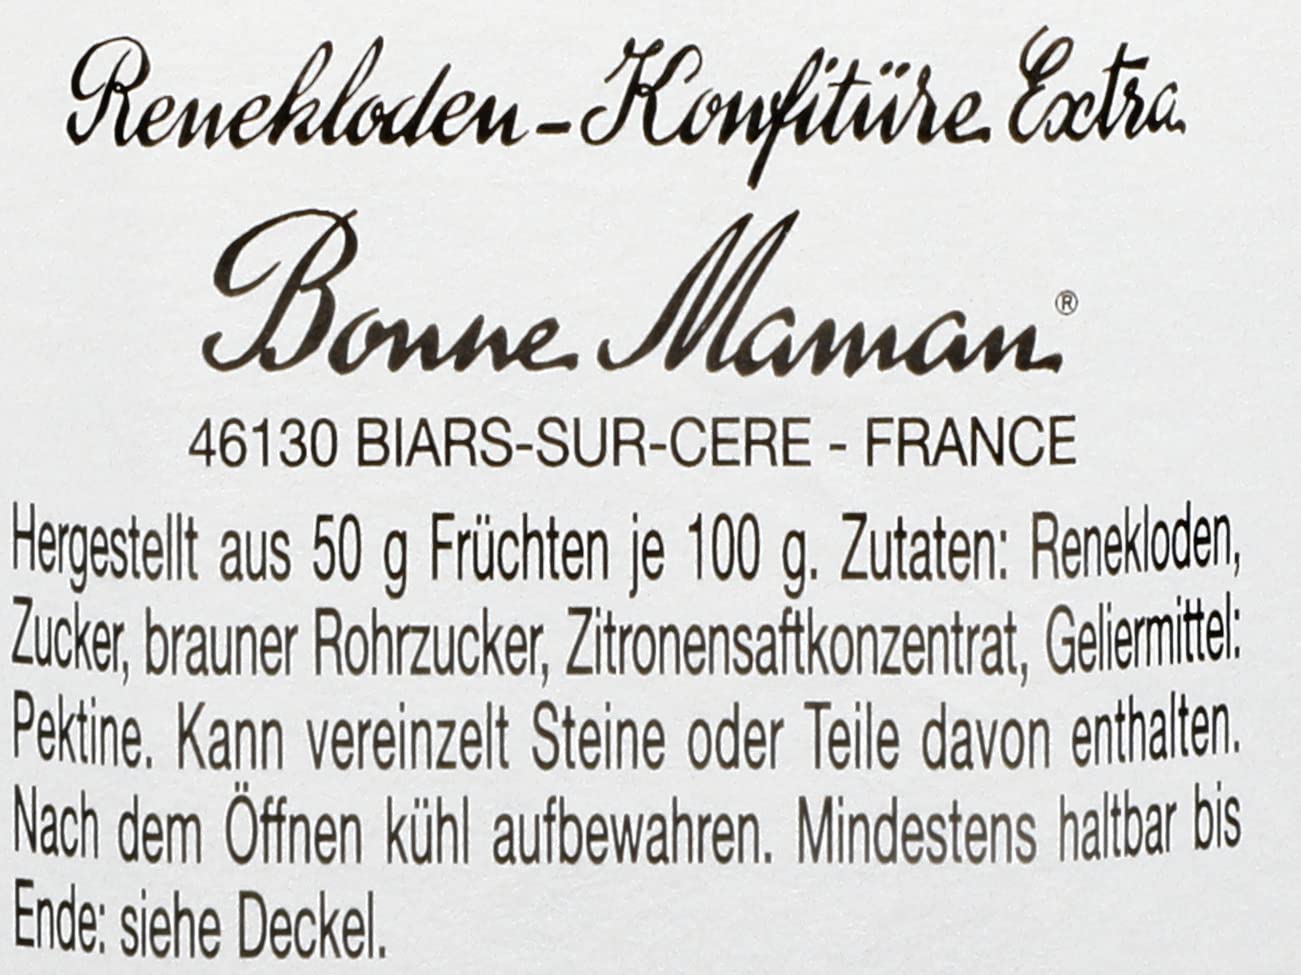 Renekloden-Konfitüre Extra
Bonne Maman®
46130 BIARS-SUR-CERE - FRANCE
Hergestellt aus 50 g Früchten je 100 g. Zutaten: Renekloden,
Zucker, brauner Rohrzucker, Zitronensaftkonzentrat, Geliermittel:
Pektine. Kann vereinzelt Steine oder Teile davon enthalten.
Nach dem Öffnen kühl aufbewahren. Mindestens haltbar bis
Ende: siehe Deckel.